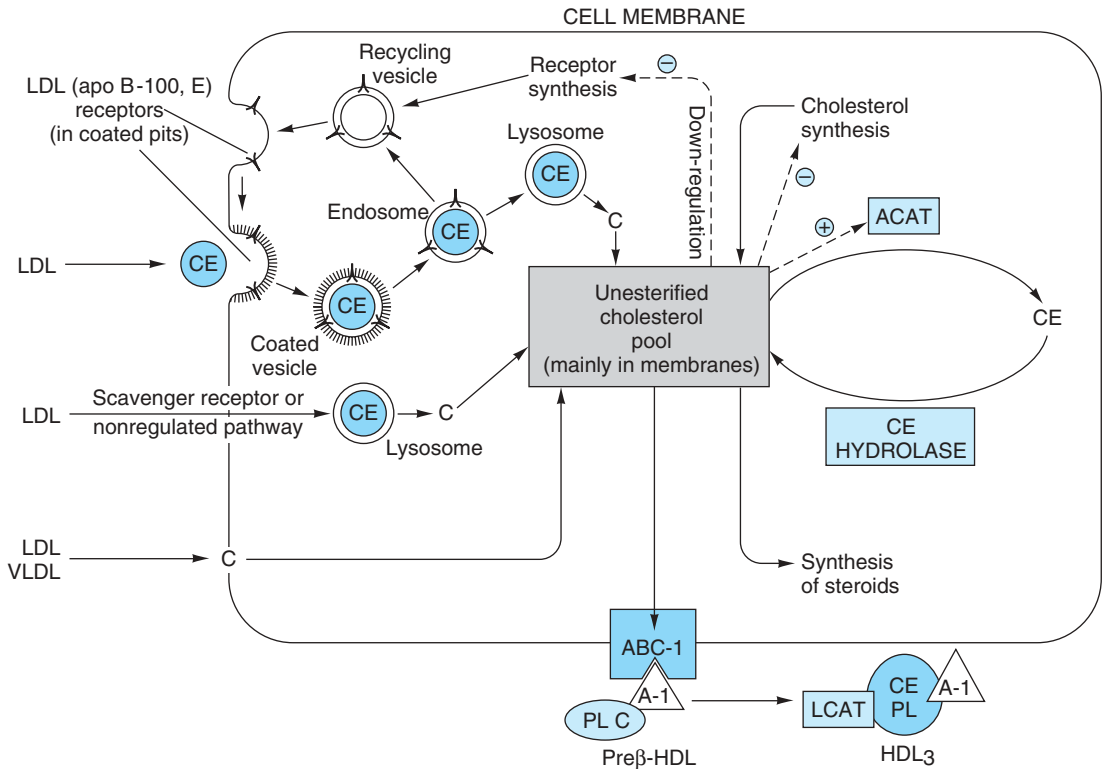 CELL MEMBRANE
Recycling
vesicle
Receptor
synthesis
−
LDL (apo B-100, E)
receptors
(in coated pits)
Lysosome
CE
C
Down-regulation
Cholesterol
synthesis
−
+
ACAT
Endosome
CE
LDL
CE
CE
Coated
vesicle
Unesterified
cholesterol
pool
(mainly in membranes)
CE
CE
HYDROLASE
LDL
Scavenger receptor or
nonregulated pathway
CE
C
Lysosome
LDL
VLDL
C
Synthesis
of steroids
ABC-1
A-1
PL C
Preβ-HDL
LCAT
CE
PL
A-1
HDL3